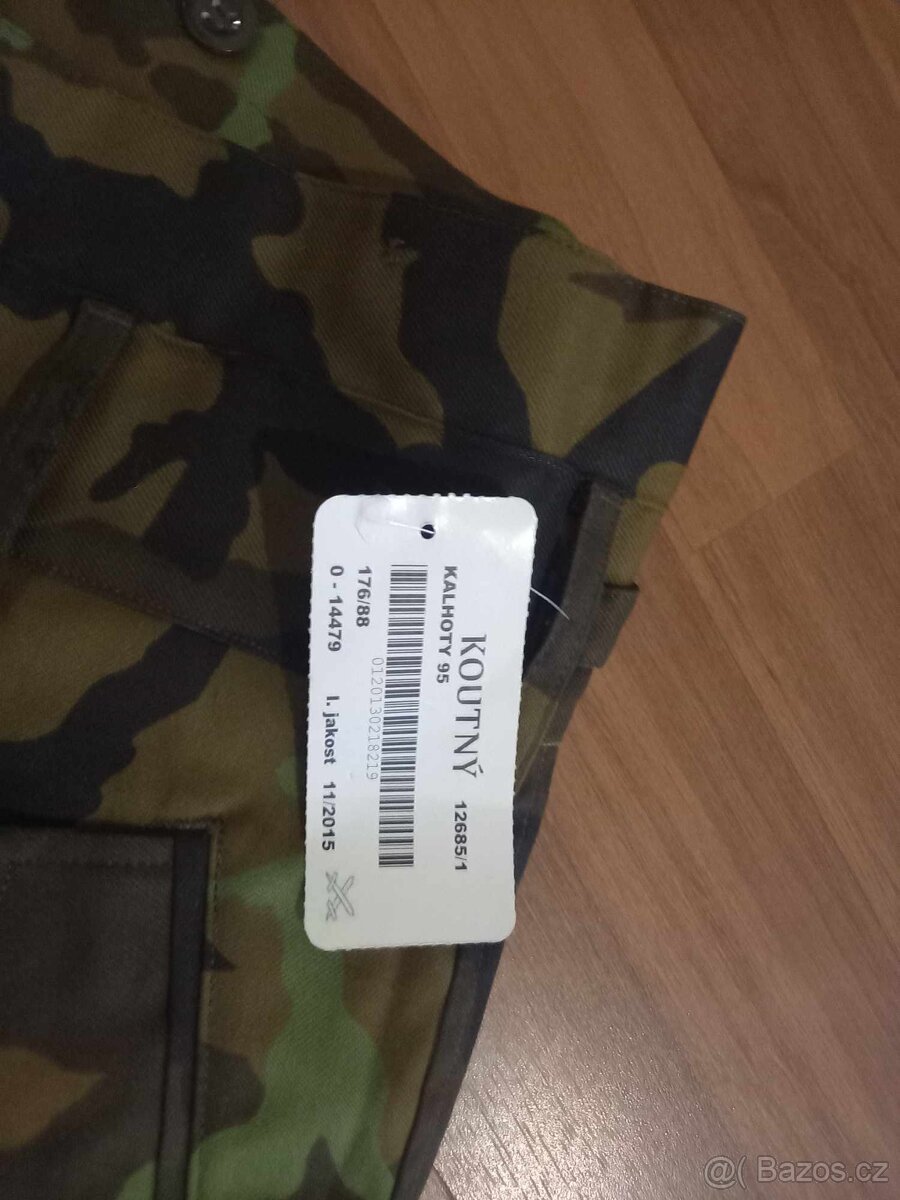 KOUTNÝ
KALHOTY 95 12685/1
0120130218219
176/88
0 - 14479 I. jakost 11/2015
@( Bazos.cz